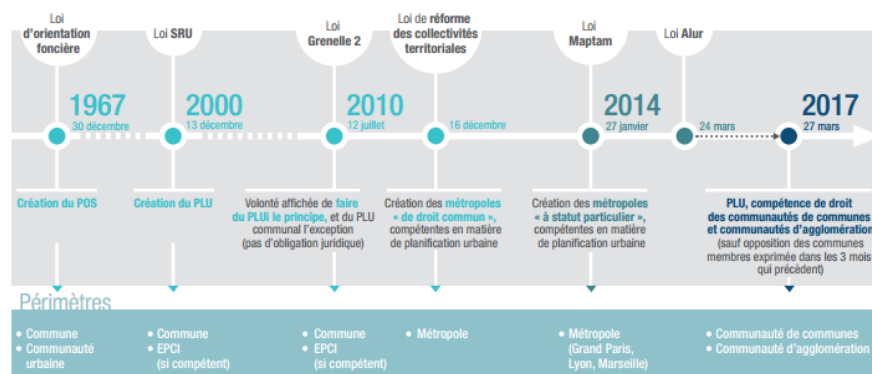 Loi
d'orientation
foncière
Loi SRU
Loi
Grenelle 2
Loi de réforme
des collectivités
territoriales
Loi
Maptam
Loi Alur
1967
30 décembre
2000
13 décembre
2010
12 juillet
16 décembre
2014
27 janvier
24 mars
2017
27 mars
Création du POS
Création du PLU
Volonté affichée de faire
du PLUi le principe, et du PLU
communal l'exception
(pas d'obligation juridique)
Création des métropoles
« de droit commun »,
compétentes en matière
de planification urbaine
Création des métropoles
« à statut particulier »,
compétentes en matière
de planification urbaine
PLU, compétence de droit
des communautés de communes
et communautés d'agglomération
(sauf opposition des communes
membres exprimée dans les 3 mois
qui précèdent)
Périmètres
• Commune
• Communauté
urbaine
• Commune
• EPCI
(si compétent)
• Commune
• EPCI
(si compétent)
• Métropole
• Métropole
(Grand Paris,
Lyon, Marseille)
• Communauté de communes
• Communauté d'agglomération